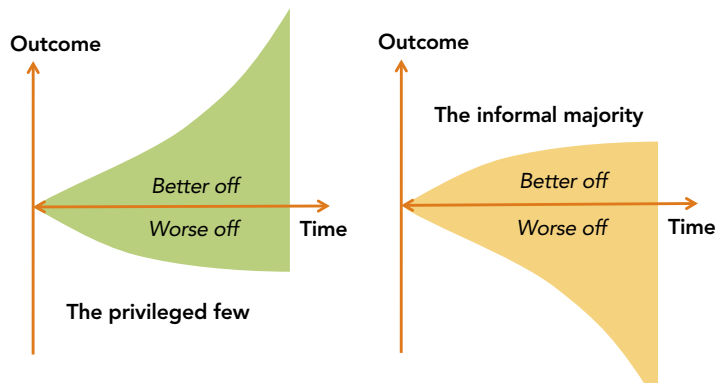 Outcome
Better off
Worse off
Time
The privileged few
Outcome
The informal majority
Better off
Worse off
Time